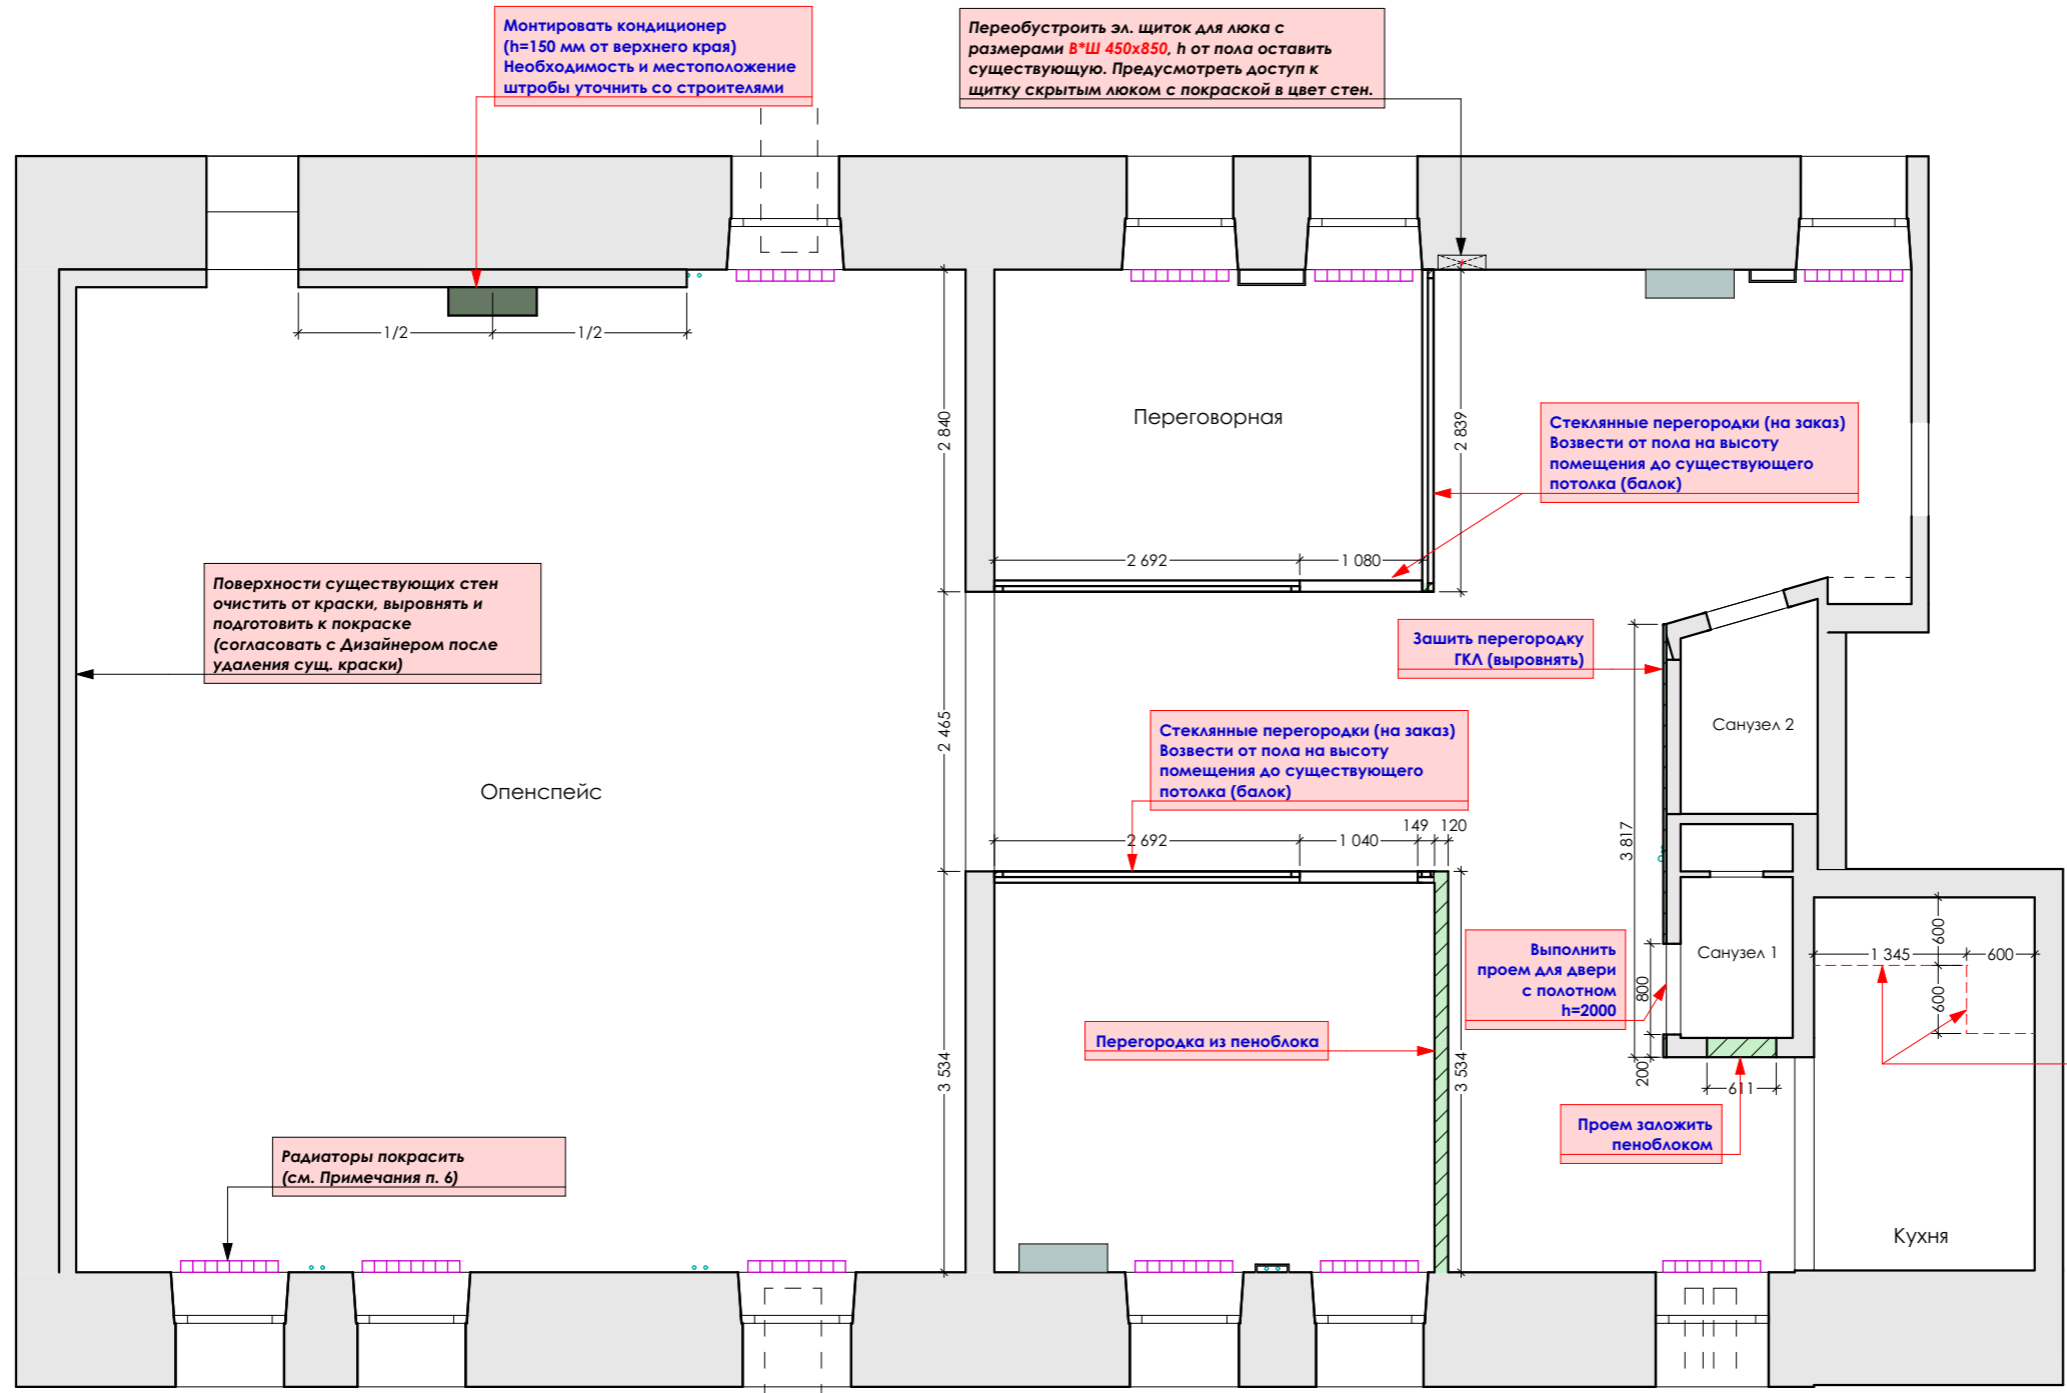 Монтировать кондиционер
(h=150 мм от верхнего края)
Необходимость и местоположение
штробы уточнить со строителями
Переобустроить эл. щиток для люка с
размерами В*Ш 450х850, h от пола оставить
существующую. Предусмотреть доступ к
щитку скрытым люком с покраской в цвет стен.
1/2
1/2
2 840
Переговорная
2 839
Стеклянные перегородки (на заказ)
Возвести от пола на высоту
помещения до существующего
потолка (балок)
2 692
1 080
Поверхности существующих стен
очистить от краски, выровнять и
подготовить к покраске
(согласовать с Дизайнером после
удаления сущ. краски)
Зашить перегородку
ГКЛ (выровнять)
2 465
Санузел 2
Стеклянные перегородки (на заказ)
Возвести от пола на высоту
помещения до существующего
потолка (балок)
Опенспейс
2 692
1 040
149
120
3 817
Выполнить
проем для двери
с полотном
h=2000
800
Санузел 1
1 345
600
600
600
Перегородка из пеноблока
3 534
3 534
200
611
Проем заложить
пеноблоком
Радиаторы покрасить
(см. Примечания п. 6)
Кухня